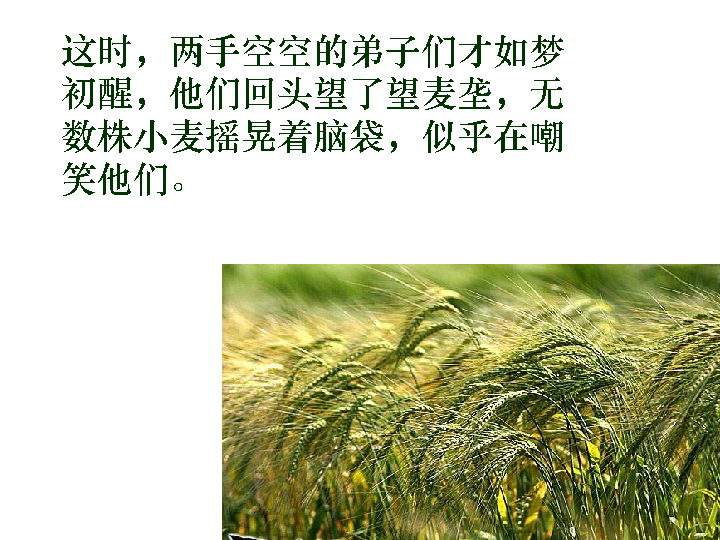 这时，两手空空的弟子们才如梦
初醒，他们回头望了望麦垄，无
数株小麦摇晃着脑袋，似乎在嘲
笑他们。